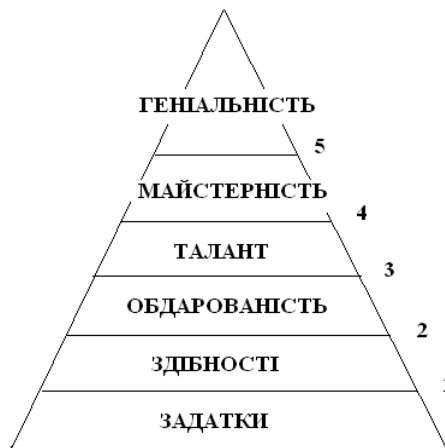 ГЕНІАЛЬНІСТЬ
5
МАЙСТЕРНІСТЬ
4
ТАЛАНТ
3
ОБДАРОВАНІСТЬ
2
ЗДІБНОСТІ
ЗАДАТКИ